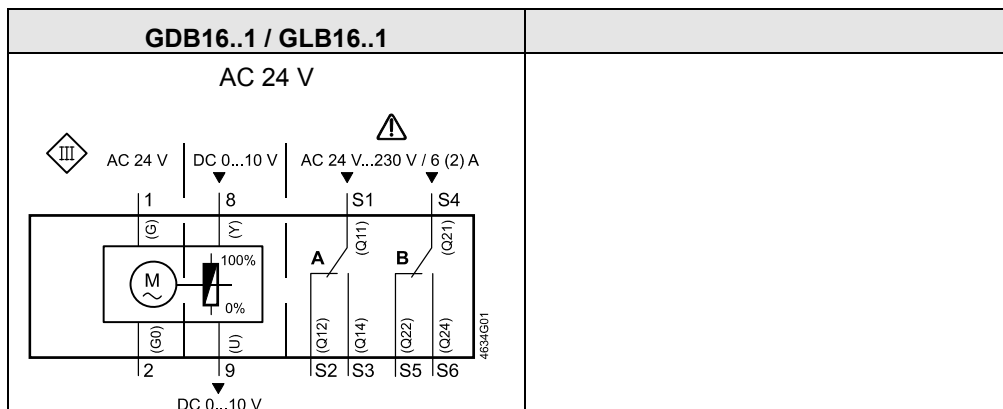 GDB16..1 / GLB16..1
AC 24 V
III
AC 24 V DC 0...10 V AC 24 V...230 V / 6 (2) A
1 8 S1 S4
(G) (Y) (Q11) (Q21)
A B
100%
M
0%
(G0) (U) (Q12) (Q14) (Q22) (Q24)
4634G01
2 9 S2 S3 S5 S6
DC 0...10 V